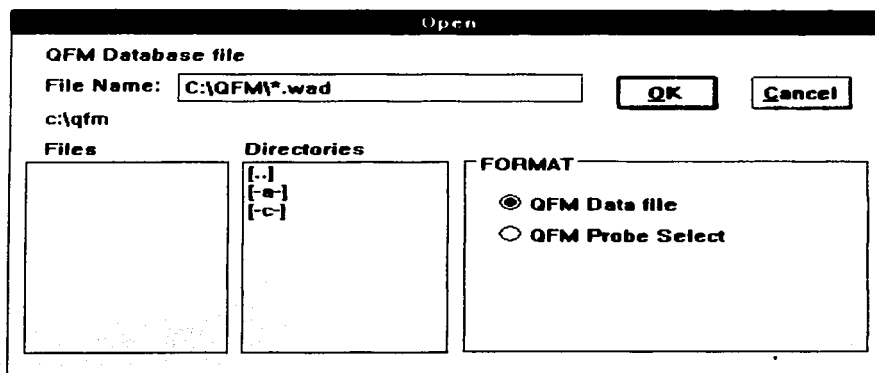 Open
QFM Database file
File Name: C:\QFM\*.wad
OK
Cancel
c:\qfm
Files
Directories
[..]
[-a-]
[-c-]
FORMAT
QFM Data file
QFM Probe Select